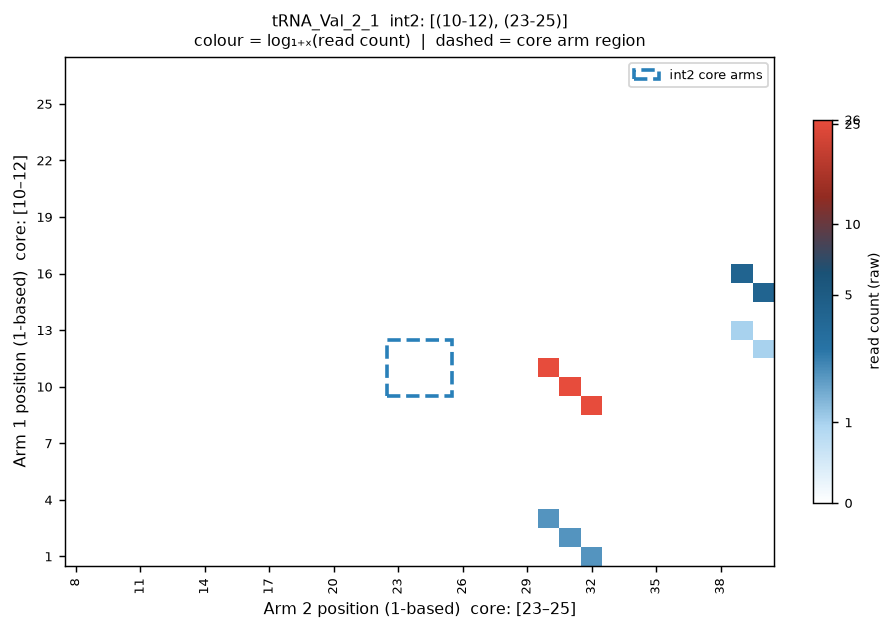 tRNA_Val_2_1  int2: [(10-12), (23-25)]
colour = log₁₊ₓ(read count)  |  dashed = core arm region
int2 core arms
Arm 1 position (1-based)  core: [10–12]
25
22
19
16
13
10
7
4
1
8 11 14 17 20 23 26 29 32 35 38
Arm 2 position (1-based)  core: [23–25]
26
25
10
5
1
0
read count (raw)